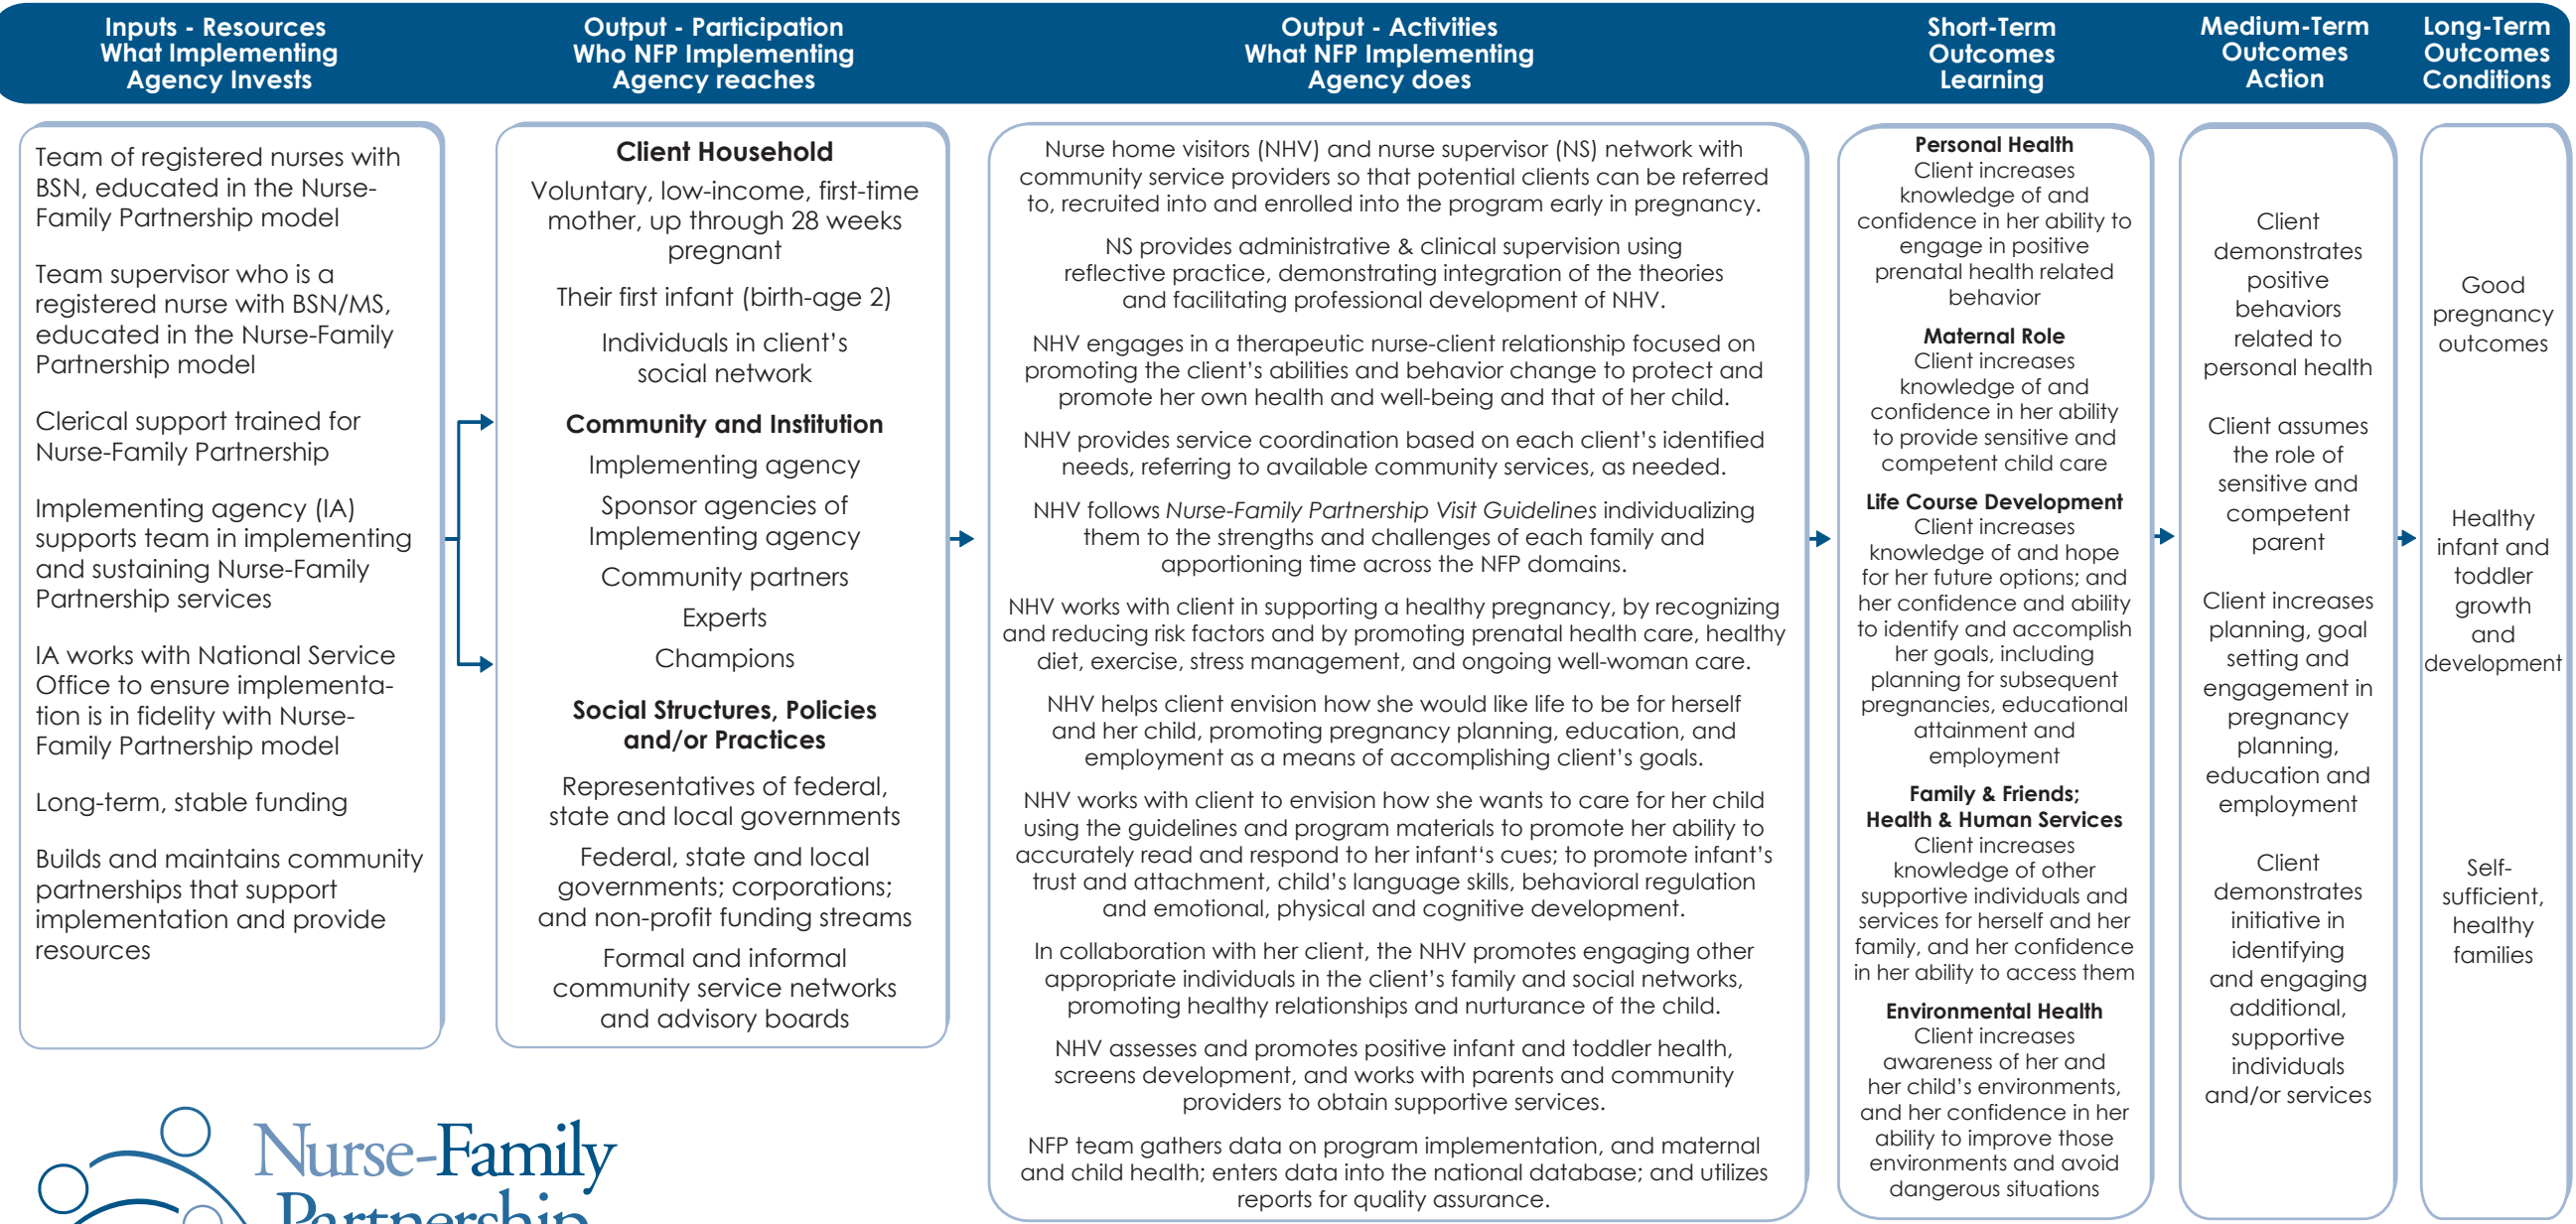 Inputs - Resources
What Implementing
Agency Invests
Output - Participation
Who NFP Implementing
Agency reaches
Output - Activities
What NFP Implementing
Agency does
Short-Term
Outcomes
Learning
Medium-Term
Outcomes
Action
Long-Term
Outcomes
Conditions
Team of registered nurses with
BSN, educated in the Nurse-
Family Partnership model
Team supervisor who is a
registered nurse with BSN/MS,
educated in the Nurse-Family
Partnership model
Clerical support trained for
Nurse-Family Partnership
Implementing agency (IA)
supports team in implementing
and sustaining Nurse-Family
Partnership services
IA works with National Service
Office to ensure implementa-
tion is in fidelity with Nurse-
Family Partnership model
Long-term, stable funding
Builds and maintains community
partnerships that support
implementation and provide
resources
Client Household
Voluntary, low-income, first-time
mother, up through 28 weeks
pregnant
Their first infant (birth-age 2)
Individuals in client's
social network
Community and Institution
Implementing agency
Sponsor agencies of
Implementing agency
Community partners
Experts
Champions
Social Structures, Policies
and/or Practices
Representatives of federal,
state and local governments
Federal, state and local
governments; corporations;
and non-profit funding streams
Formal and informal
community service networks
and advisory boards
Nurse home visitors (NHV) and nurse supervisor (NS) network with
community service providers so that potential clients can be referred
to, recruited into and enrolled into the program early in pregnancy.
NS provides administrative & clinical supervision using
reflective practice, demonstrating integration of the theories
and facilitating professional development of NHV.
NHV engages in a therapeutic nurse-client relationship focused on
promoting the client's abilities and behavior change to protect and
promote her own health and well-being and that of her child.
NHV provides service coordination based on each client's identified
needs, referring to available community services, as needed.
NHV follows Nurse-Family Partnership Visit Guidelines individualizing
them to the strengths and challenges of each family and
apportioning time across the NFP domains.
NHV works with client in supporting a healthy pregnancy, by recognizing
and reducing risk factors and by promoting prenatal health care, healthy
diet, exercise, stress management, and ongoing well-woman care.
NHV helps client envision how she would like life to be for herself
and her child, promoting pregnancy planning, education, and
employment as a means of accomplishing client's goals.
NHV works with client to envision how she wants to care for her child
using the guidelines and program materials to promote her ability to
accurately read and respond to her infant‘s cues; to promote infant's
trust and attachment, child's language skills, behavioral regulation
and emotional, physical and cognitive development.
In collaboration with her client, the NHV promotes engaging other
appropriate individuals in the client's family and social networks,
promoting healthy relationships and nurturance of the child.
NHV assesses and promotes positive infant and toddler health,
screens development, and works with parents and community
providers to obtain supportive services.
NFP team gathers data on program implementation, and maternal
and child health; enters data into the national database; and utilizes
reports for quality assurance.
Personal Health
Client increases
knowledge of and
confidence in her ability to
engage in positive
prenatal health related
behavior
Maternal Role
Client increases
knowledge of and
confidence in her ability
to provide sensitive and
competent child care
Life Course Development
Client increases
knowledge of and hope
for her future options; and
her confidence and ability
to identify and accomplish
her goals, including
planning for subsequent
pregnancies, educational
attainment and
employment
Family & Friends;
Health & Human Services
Client increases
knowledge of other
supportive individuals and
services for herself and her
family, and her confidence
in her ability to access them
Environmental Health
Client increases
awareness of her and
her child's environments,
and her confidence in her
ability to improve those
environments and avoid
dangerous situations
Client
demonstrates
positive
behaviors
related to
personal health
Client assumes
the role of
sensitive and
competent
parent
Client increases
planning, goal
setting and
engagement in
pregnancy
planning,
education and
employment
Client
demonstrates
initiative in
identifying
and engaging
additional,
supportive
individuals
and/or services
Good
pregnancy
outcomes
Healthy
infant and
toddler
growth
and
development
Self-
sufficient,
healthy
families
Nurse-Family
Partnership